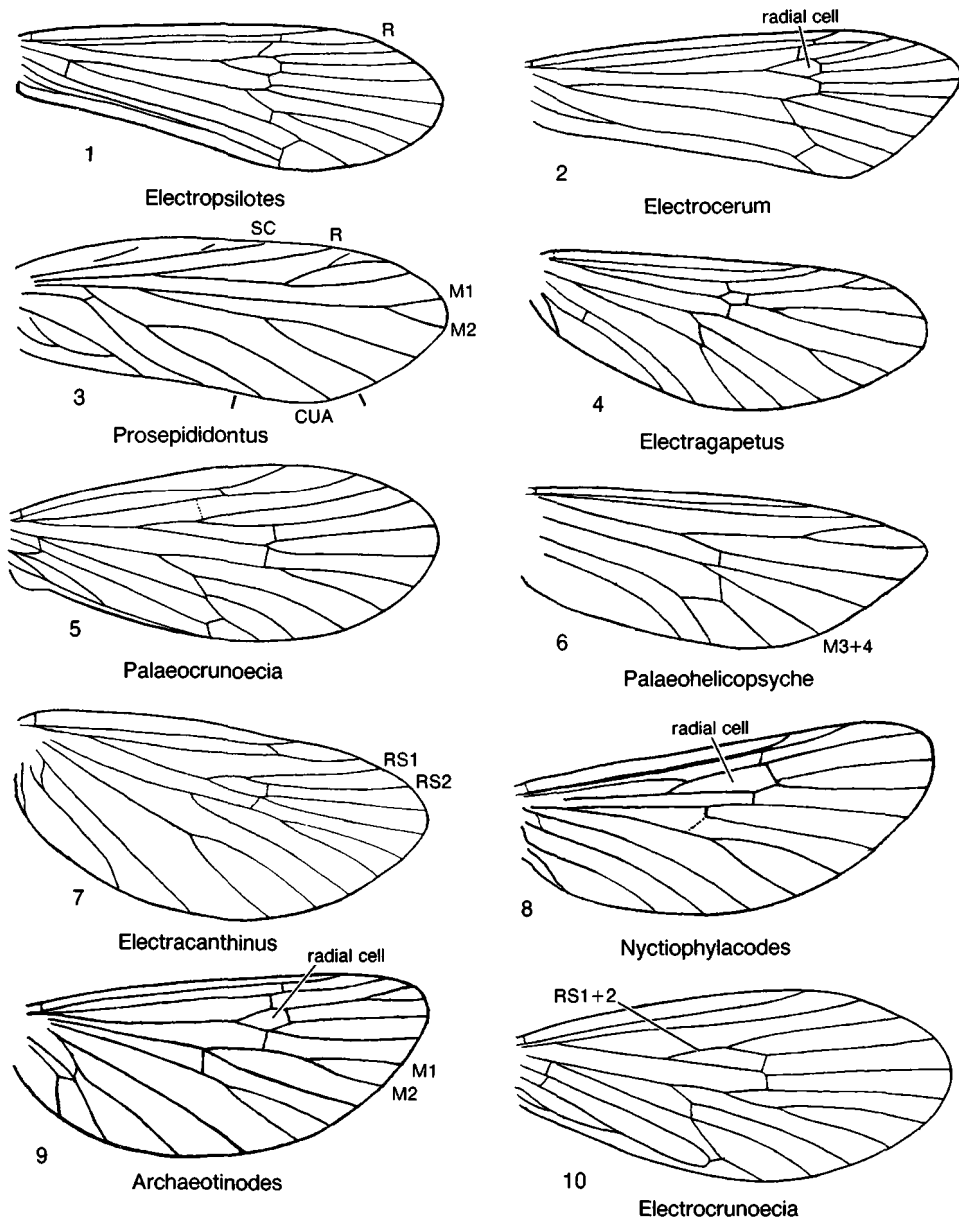 R
1
Electropsilotes
radial cell
2
Electrocerum
SC
R
M1
M2
CUA
3
Prosepididontus
4
Electragapetus
5
Palaeocrunoecia
M3+4
6
Palaeohelicopsyche
RS1
RS2
7
Electracanthinus
radial cell
8
Nyctiophylacodes
radial cell
M1
M2
9
Archaeotinodes
RS1+2
10
Electrocrunoecia